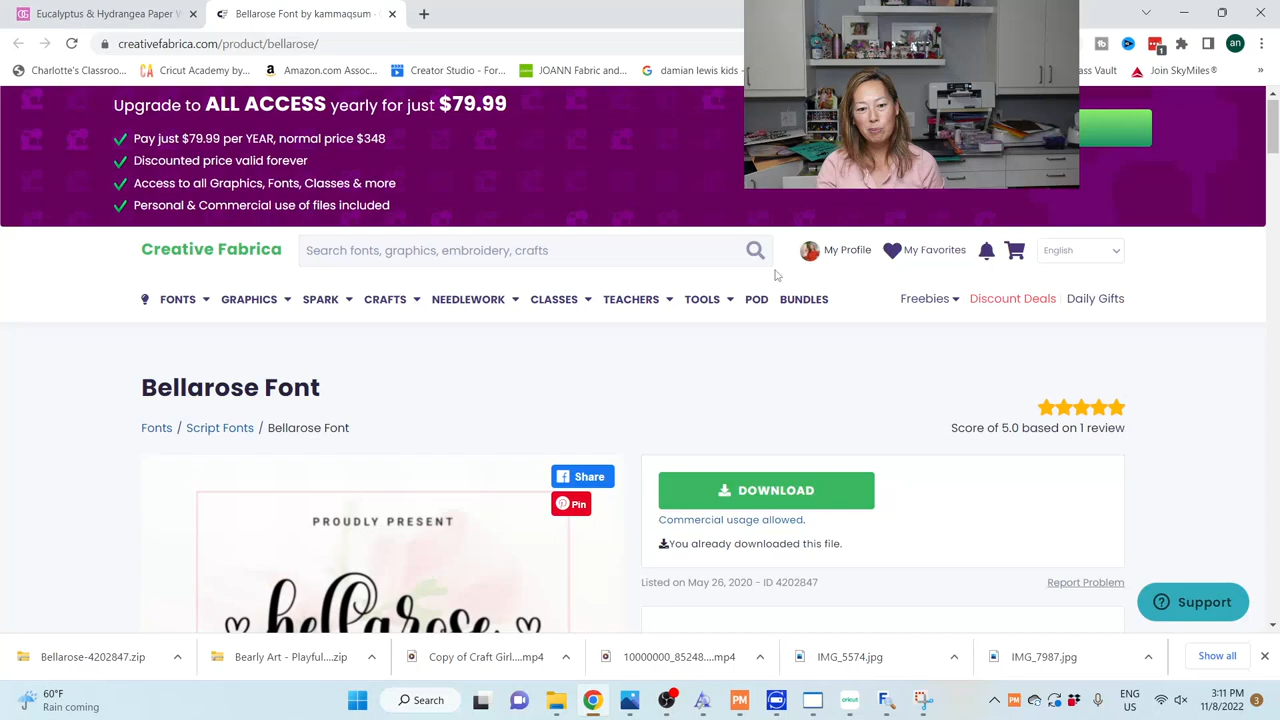 Eucalyptus & Hydrangea Paper W
Bellarose Font by kammaqsum -
creativefabrica.com/product/bellarose/
an
Charlotte's Classroo...
Cricut Academy by...
Amazon.com Assoc...
Creator Studio - For...
JOANN Fabric and...
damian lewis kids -
ass Vault
Join SkyMiles®
Upgrade to ALL ACCESS yearly for just $79.99
Pay just $79.99 per YEAR, normal price $348
Discounted price valid forever
Access to all Graphics, Fonts, Classes & more
Personal & Commercial use of files included
Creative Fabrica
Search fonts, graphics, embroidery, crafts
My Profile
My Favorites
English
FONTS
GRAPHICS
SPARK
CRAFTS
NEEDLEWORK
CLASSES
TEACHERS
TOOLS
POD
BUNDLES
Freebies
Discount Deals
Daily Gifts
Bellarose Font
Fonts / Script Fonts / Bellarose Font
Score of 5.0 based on 1 review
Share
Pin
DOWNLOAD
PROUDLY PRESENT
Commercial usage allowed.
You already downloaded this file.
Listed on May 26, 2020 - ID 4202847
Report Problem
bellarose
Support
Bellarose-4202847.zip
Bearly Art - Playful....zip
Copy of Craft Girl....mp4
10000000_85248....mp4
IMG_5574.jpg
IMG_7987.jpg
Show all
60°F
Rain coming
Search
PM
cricut
PM
ENG
US
3:11 PM
11/8/2022
3